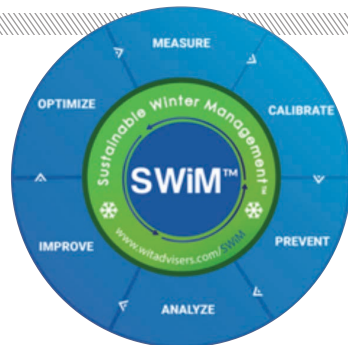 MEASURE
CALIBRATE
PREVENT
ANALYZE
IMPROVE
OPTIMIZE
Sustainable Winter Management™
SWiM™
www.witadvisers.com/SWiM